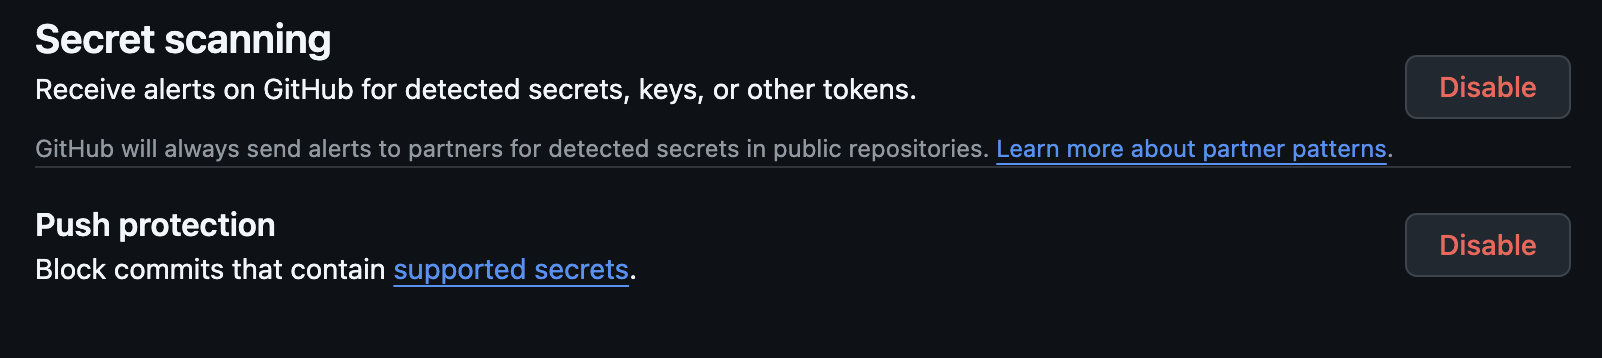 Secret scanning
Receive alerts on GitHub for detected secrets, keys, or other tokens.
Disable
GitHub will always send alerts to partners for detected secrets in public repositories. Learn more about partner patterns.
Push protection
Block commits that contain supported secrets.
Disable